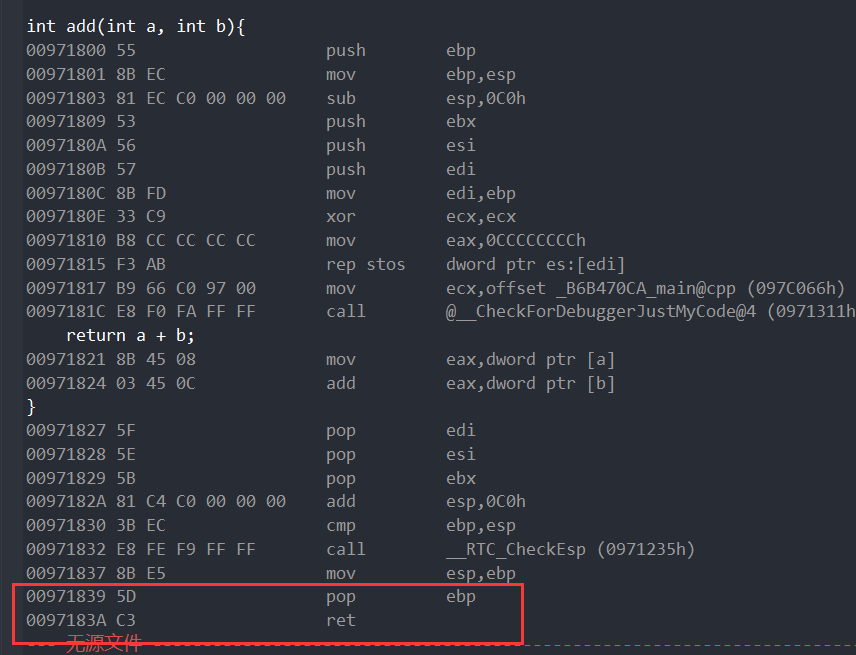 int add(int a, int b){
00971800 55 push ebp
00971801 8B EC mov ebp,esp
00971803 81 EC C0 00 00 00 sub esp,0C0h
00971809 53 push ebx
0097180A 56 push esi
0097180B 57 push edi
0097180C 8B FD mov edi,ebp
0097180E 33 C9 xor ecx,ecx
00971810 B8 CC CC CC CC mov eax,0CCCCCCCCh
00971815 F3 AB rep stos dword ptr es:[edi]
00971817 B9 66 C0 97 00 mov ecx,offset _B6B470CA_main@cpp (097C066h)
0097181C E8 F0 FA FF FF call @__CheckForDebuggerJustMyCode@4 (0971311h
return a + b;
00971821 8B 45 08 mov eax,dword ptr [a]
00971824 03 45 0C add eax,dword ptr [b]
}
00971827 5F pop edi
00971828 5E pop esi
00971829 5B pop ebx
0097182A 81 C4 C0 00 00 00 add esp,0C0h
00971830 3B EC cmp ebp,esp
00971832 E8 FE F9 FF FF call __RTC_CheckEsp (0971235h)
00971837 8B E5 mov esp,ebp
00971839 5D pop ebp
0097183A C3 ret
--- 无源文件 ---